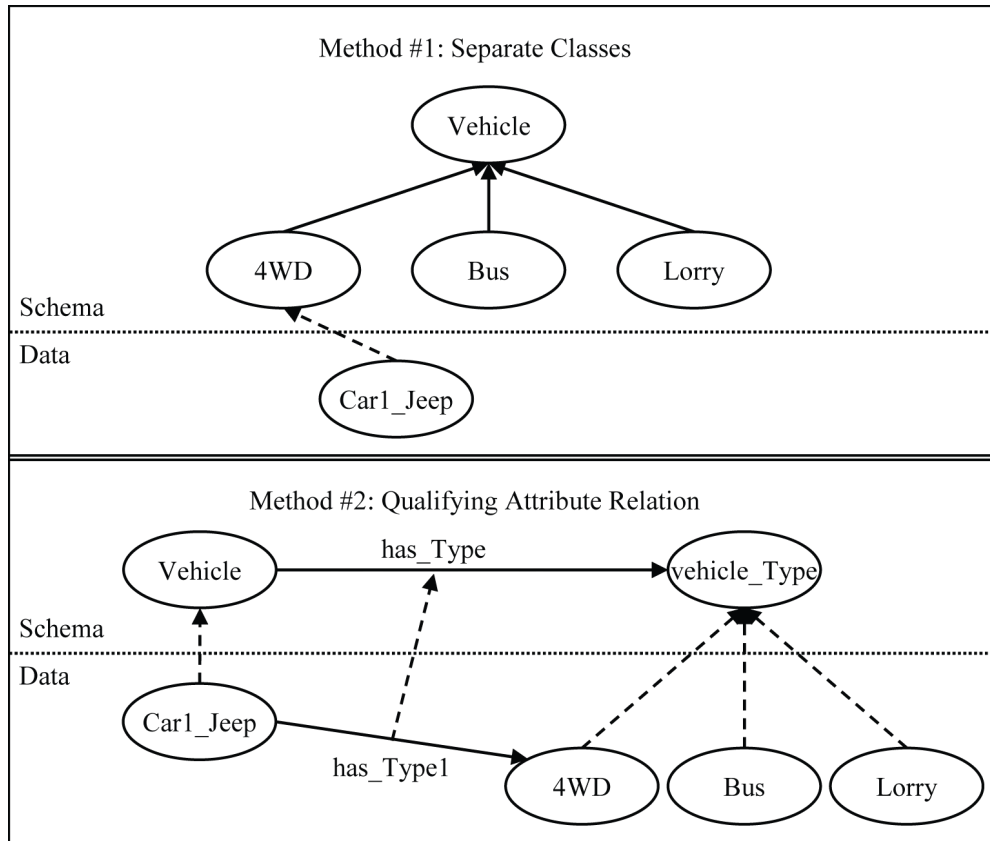 Method #1: Separate Classes
Vehicle
4WD
Bus
Lorry
Schema
Data
Car1_Jeep
Method #2: Qualifying Attribute Relation
has_Type
Vehicle
vehicle_Type
Schema
Data
Car1_Jeep
has_Type1
4WD
Bus
Lorry